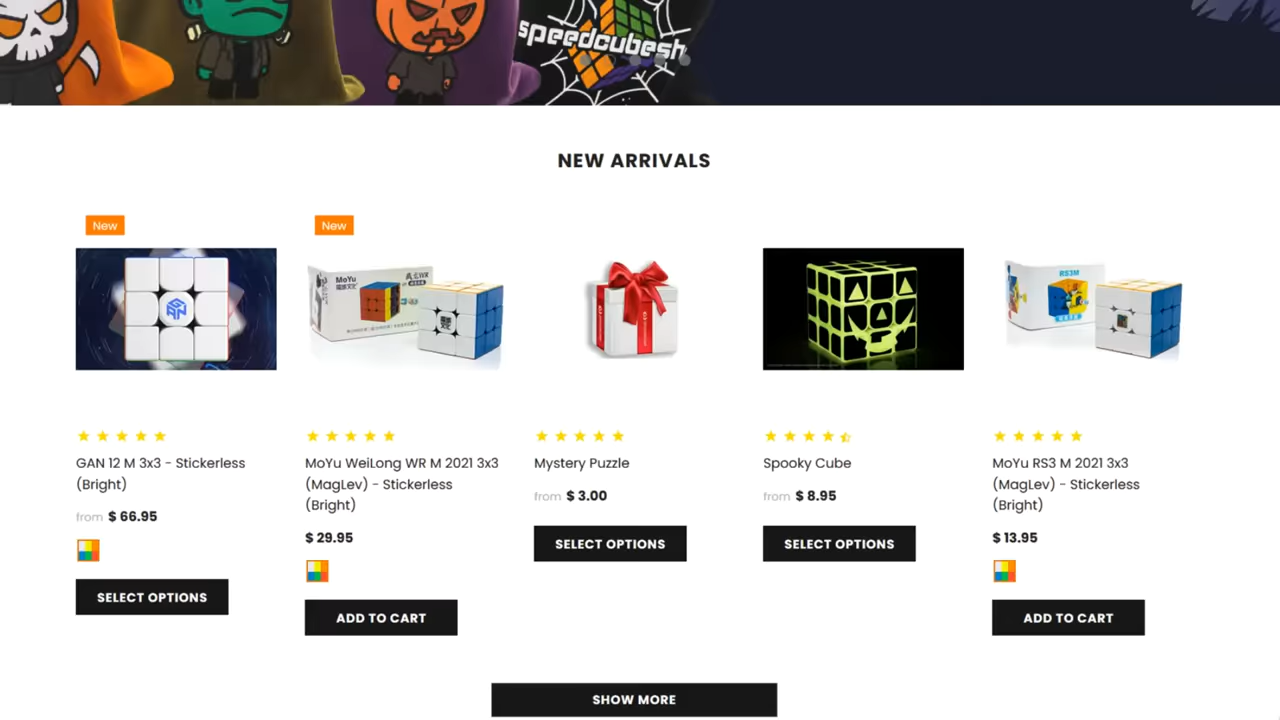 speedcubesh
NEW ARRIVALS
New
New
MoYu
RS3M
GAN 12 M 3x3 - Stickerless
(Bright)
from $ 66.95
SELECT OPTIONS
MoYu WeiLong WR M 2021 3x3
(MagLev) - Stickerless
(Bright)
$ 29.95
ADD TO CART
Mystery Puzzle
from $ 3.00
SELECT OPTIONS
Spooky Cube
from $ 8.95
SELECT OPTIONS
MoYu RS3 M 2021 3x3
(MagLev) - Stickerless
(Bright)
$ 13.95
ADD TO CART
SHOW MORE